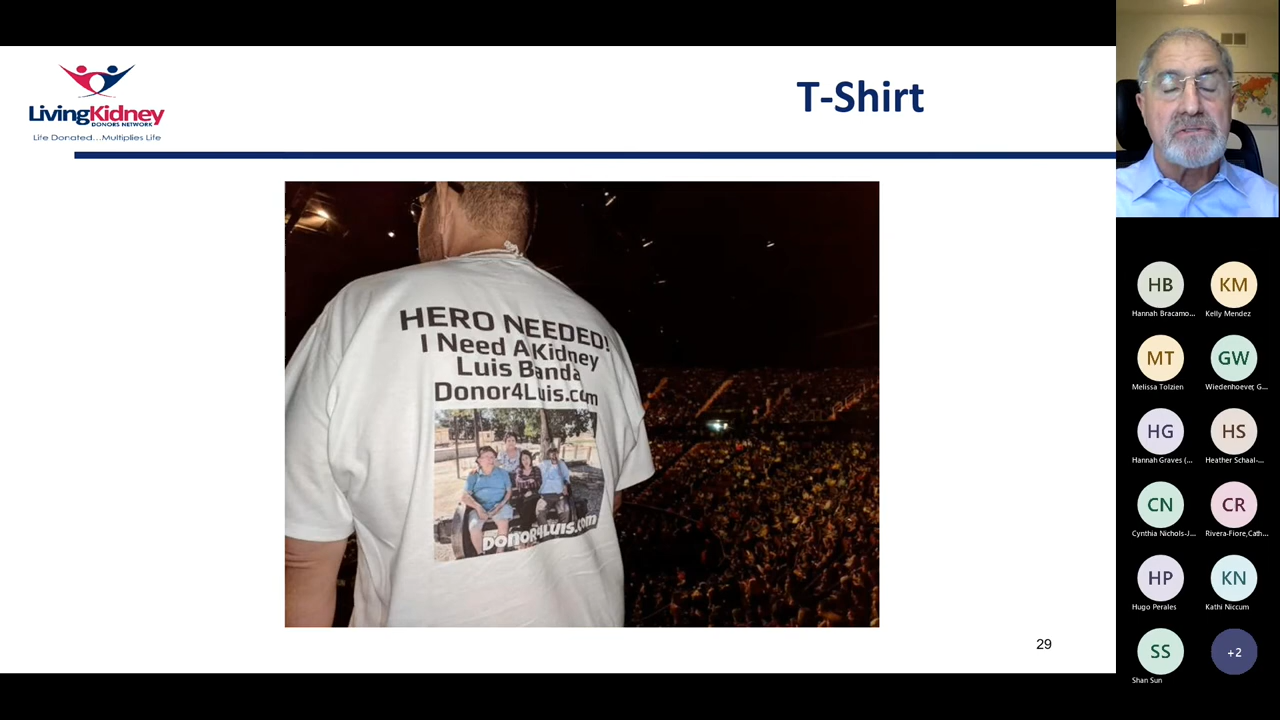 LivingKidney
DONORS NETWORK
Life Donated...Multiplies Life
T-Shirt
HERO NEEDED!
I Need A Kidney
Luis Banda
Donor4Luis.com
DONOR4LUIS.COM
29
HB
Hannah Bracamo...
KM
Kelly Mendez
MT
Melissa Tolzien
GW
Wiedenhoever, G...
HG
Hannah Graves (...
HS
Heather Schaal-...
CN
Cynthia Nichols-J...
CR
Rivera-Fiore,Cath...
HP
Hugo Perales
KN
Kathi Niccum
SS
Shan Sun
+2